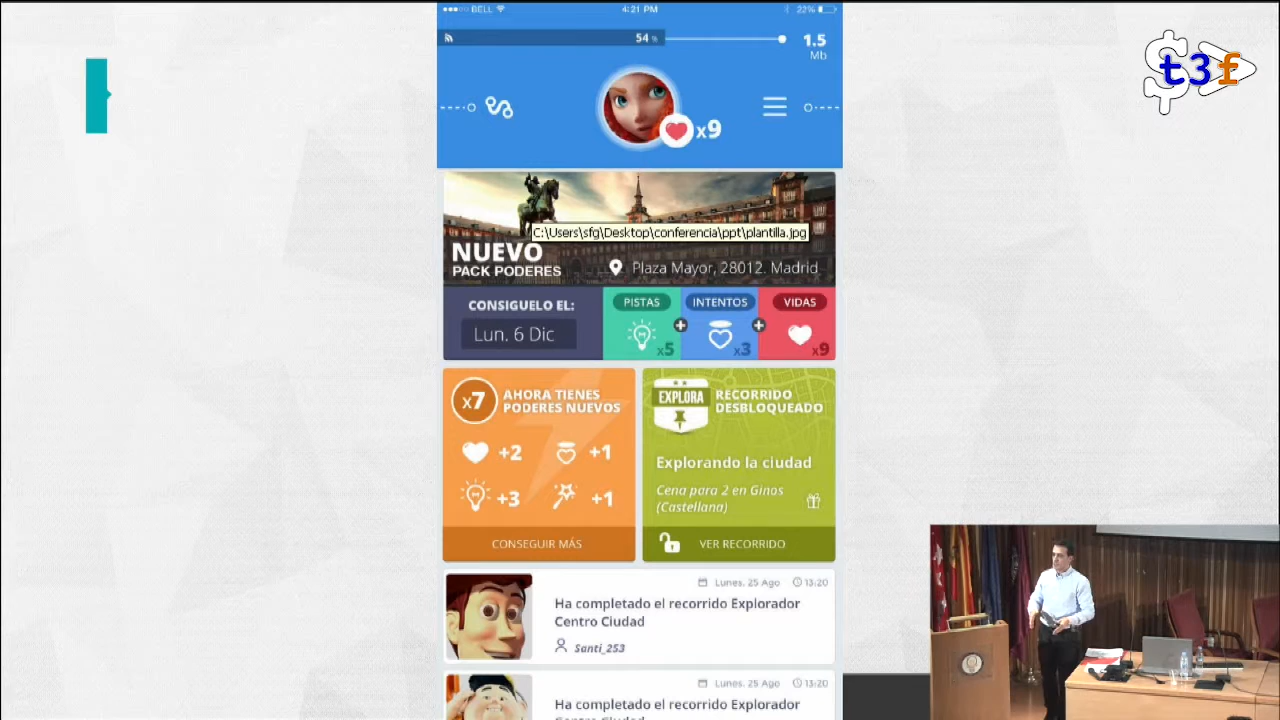 BELL
4:21 PM
22%
54 %
1.5
Mb
t3f
x9
C:\Users\sfg\Desktop\conferencia\ppt\plantilla.jpg
NUEVO
PACK PODERES
Plaza Mayor, 28012. Madrid
CONSIGUELO EL:
Lun. 6 Dic
PISTAS
x5
INTENTOS
x3
VIDAS
x9
x7
AHORA TIENES
PODERES NUEVOS
+2
+1
+3
+1
CONSEGUIR MÁS
EXPLORA
RECORRIDO
DESBLOQUEADO
Explorando la ciudad
Cena para 2 en Ginos
(Castellana)
VER RECORRIDO
Lunes, 25 Ago
13:20
Ha completado el recorrido Explorador
Centro Ciudad
Santi_253
Lunes, 25 Ago
13:20
Ha completado el recorrido Explorador
Centro Ciudad